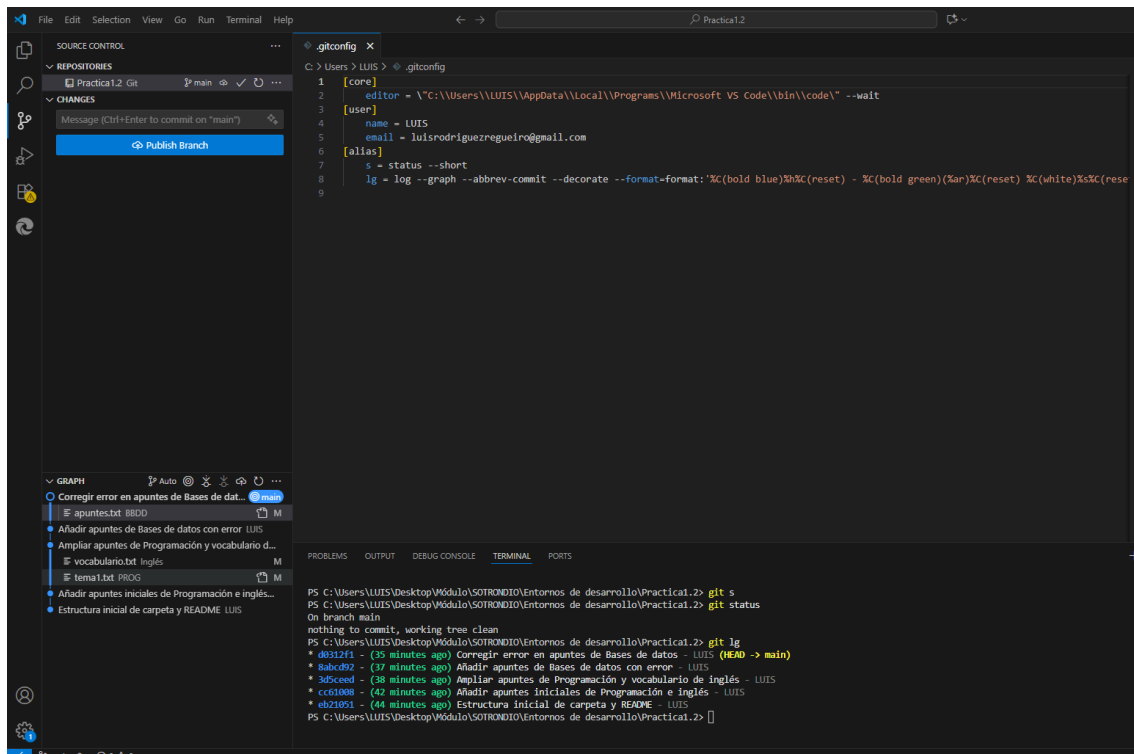 File Edit Selection View Go Run Terminal Help
Practica1.2
SOURCE CONTROL
REPOSITORIES
Practica1.2 Git main
CHANGES
Message (Ctrl+Enter to commit on "main")
Publish Branch
.gitconfig
C: > Users > LUIS > .gitconfig
1 [core]
2 editor = \"C:\\Users\\LUIS\\AppData\\Local\\Programs\\Microsoft VS Code\\bin\\code\" --wait
3 [user]
4 name = LUIS
5 email = luisrodriguezregueiro@gmail.com
6 [alias]
7 s = status --short
8 lg = log --graph --abbrev-commit --decorate --format=format:'%C(bold blue)%h%C(reset) - %C(bold green)(%ar)%C(reset) %C(white)%s%C(rese
9
GRAPH Auto
Corregir error en apuntes de Bases de dat... main
apuntes.txt BBDD M
Añadir apuntes de Bases de datos con error LUIS
Ampliar apuntes de Programación y vocabulario d...
vocabulario.txt Inglés M
tema1.txt PROG M
Añadir apuntes iniciales de Programación e inglés...
Estructura inicial de carpeta y README LUIS
PROBLEMS OUTPUT DEBUG CONSOLE TERMINAL PORTS
PS C:\Users\LUIS\Desktop\Módulo\SOTRONDIO\Entornos de desarrollo\Practica1.2> git s
PS C:\Users\LUIS\Desktop\Módulo\SOTRONDIO\Entornos de desarrollo\Practica1.2> git status
On branch main
nothing to commit, working tree clean
PS C:\Users\LUIS\Desktop\Módulo\SOTRONDIO\Entornos de desarrollo\Practica1.2> git lg
* d0312f1 - (35 minutes ago) Corregir error en apuntes de Bases de datos - LUIS (HEAD -> main)
* 8abcd92 - (37 minutes ago) Añadir apuntes de Bases de datos con error - LUIS
* 3d5ceed - (38 minutes ago) Ampliar apuntes de Programación y vocabulario de inglés - LUIS
* cc61008 - (42 minutes ago) Añadir apuntes iniciales de Programación e inglés - LUIS
* eb21051 - (44 minutes ago) Estructura inicial de carpeta y README - LUIS
PS C:\Users\LUIS\Desktop\Módulo\SOTRONDIO\Entornos de desarrollo\Practica1.2>